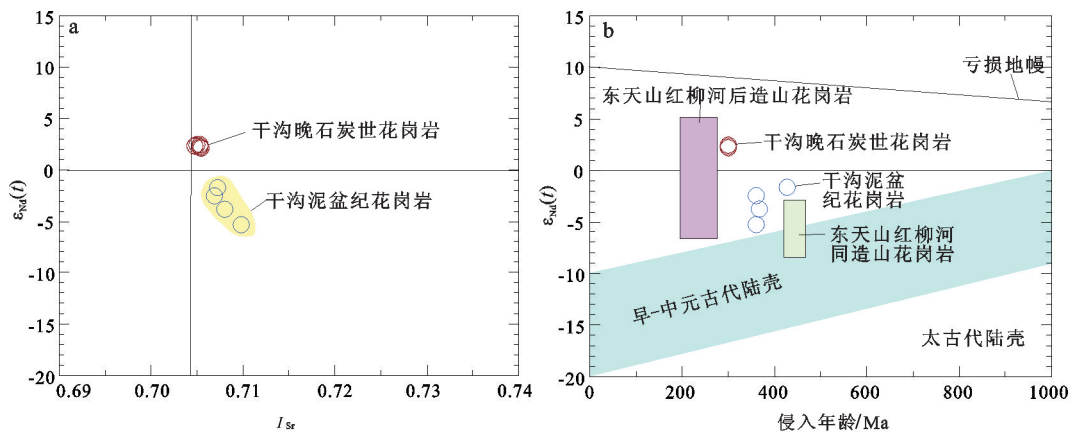 a
15
10
5
0
-5
-10
-15
-20
0.69
0.70
0.71
0.72
0.73
0.74
εNd(t)
ISr
干沟晚石炭世花岗岩
干沟泥盆纪花岗岩
b
15
10
5
0
-5
-10
-15
-20
0
200
400
600
800
1000
εNd(t)
侵入年龄/Ma
亏损地幔
东天山红柳河后造山花岗岩
干沟晚石炭世花岗岩
干沟泥盆
纪花岗岩
东天山红柳河
同造山花岗岩
早-中元古代陆壳
太古代陆壳